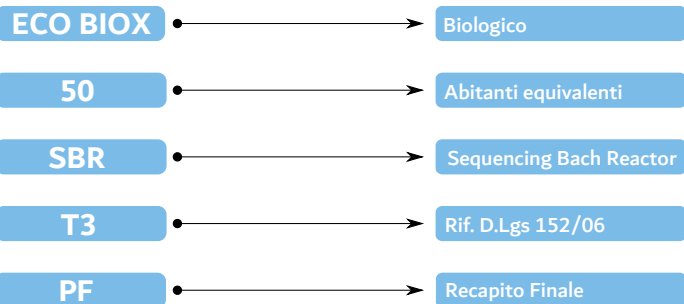 ECO BIOX Biologico
50 Abitanti equivalenti
SBR Sequencing Bach Reactor
T3 Rif. D.Lgs 152/06
PF Recapito Finale